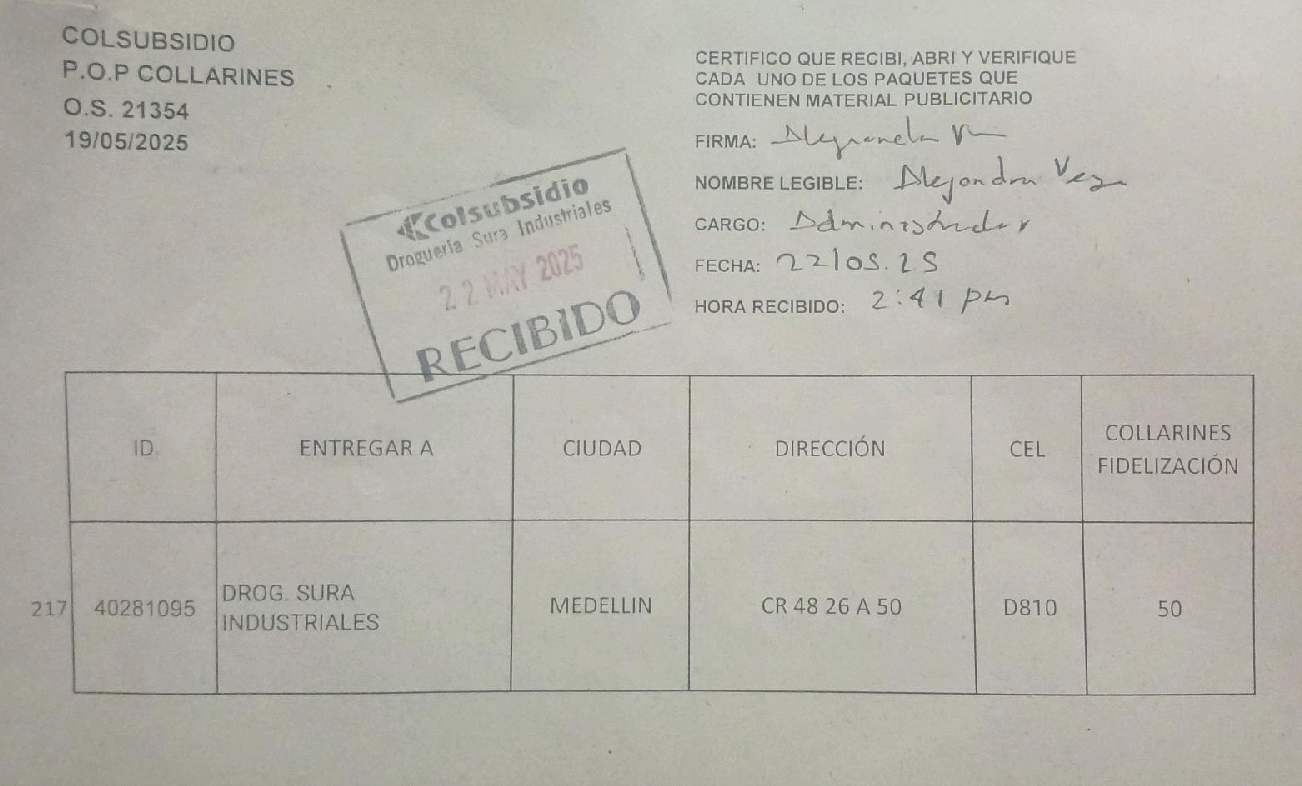 COLSUBSIDIO
P.O.P COLLARINES
O.S. 21354
19/05/2025
CERTIFICO QUE RECIBI, ABRI Y VERIFIQUE
CADA UNO DE LOS PAQUETES QUE
CONTIENEN MATERIAL PUBLICITARIO
FIRMA: Alejandra V
NOMBRE LEGIBLE: Alejandra Vega
CARGO: Administrador
FECHA: 22/05.25
HORA RECIBIDO: 2:41 pm
Colsubsidio
Droguería Sura Industriales
22 MAY 2025
RECIBIDO
ID. ENTREGAR A CIUDAD DIRECCIÓN CEL COLLARINES
FIDELIZACIÓN
217 40281095 DROG. SURA
INDUSTRIALES MEDELLIN CR 48 26 A 50 D810 50